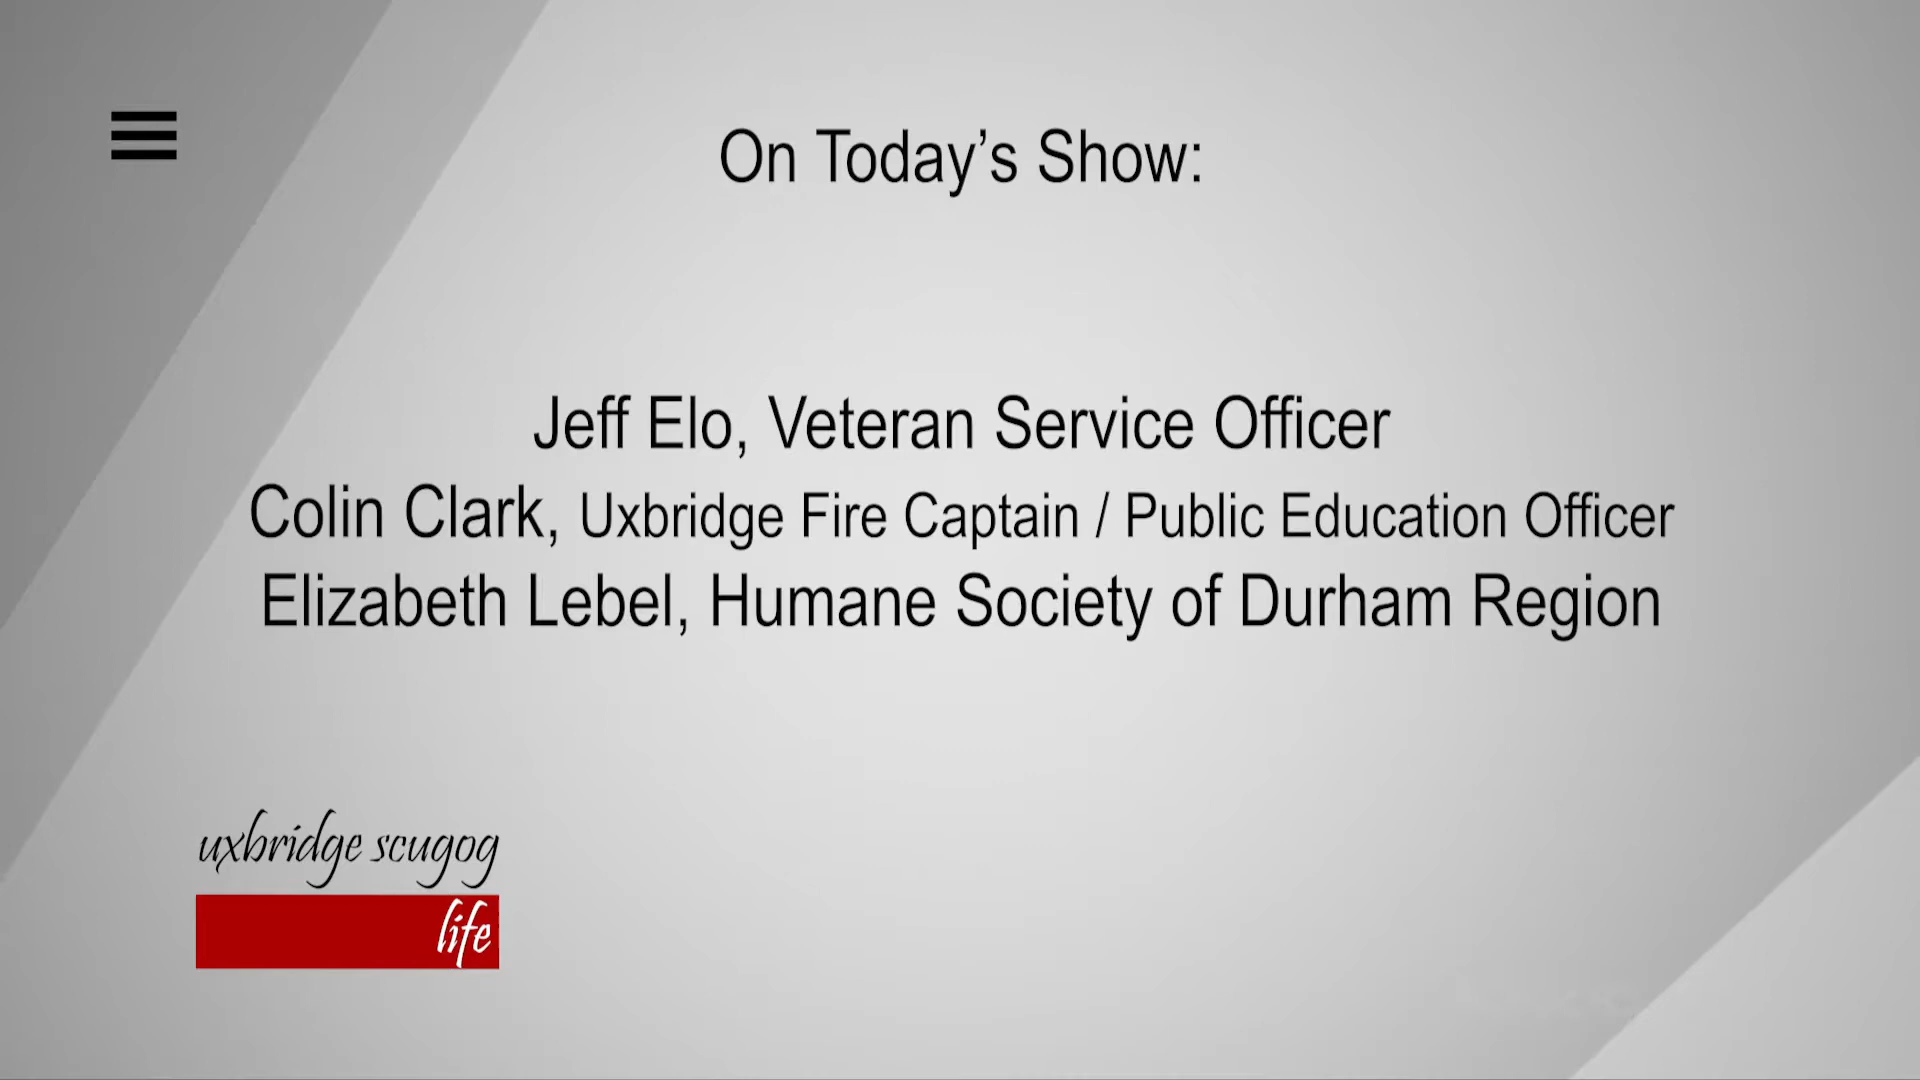 On Today’s Show:
Jeff Elo, Veteran Service Officer
Colin Clark, Uxbridge Fire Captain / Public Education Officer
Elizabeth Lebel, Humane Society of Durham Region
uxbridge scugog
life